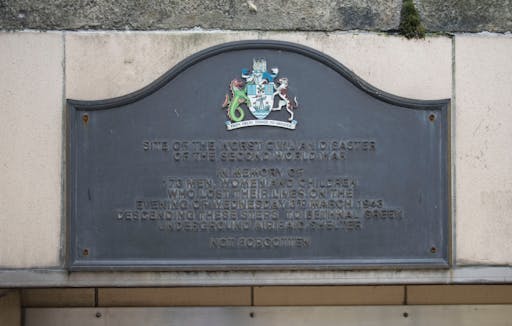 SITE OF THE WORST CIVILIAN DISASTER
OF THE SECOND WORLD WAR
IN MEMORY OF
173 MEN, WOMEN AND CHILDREN
WHO LOST THEIR LIVES ON THE
EVENING OF WEDNESDAY 3RD MARCH 1943
DESCENDING THESE STEPS TO BETHNAL GREEN
UNDERGROUND AIR RAID SHELTER
NOT FORGOTTEN